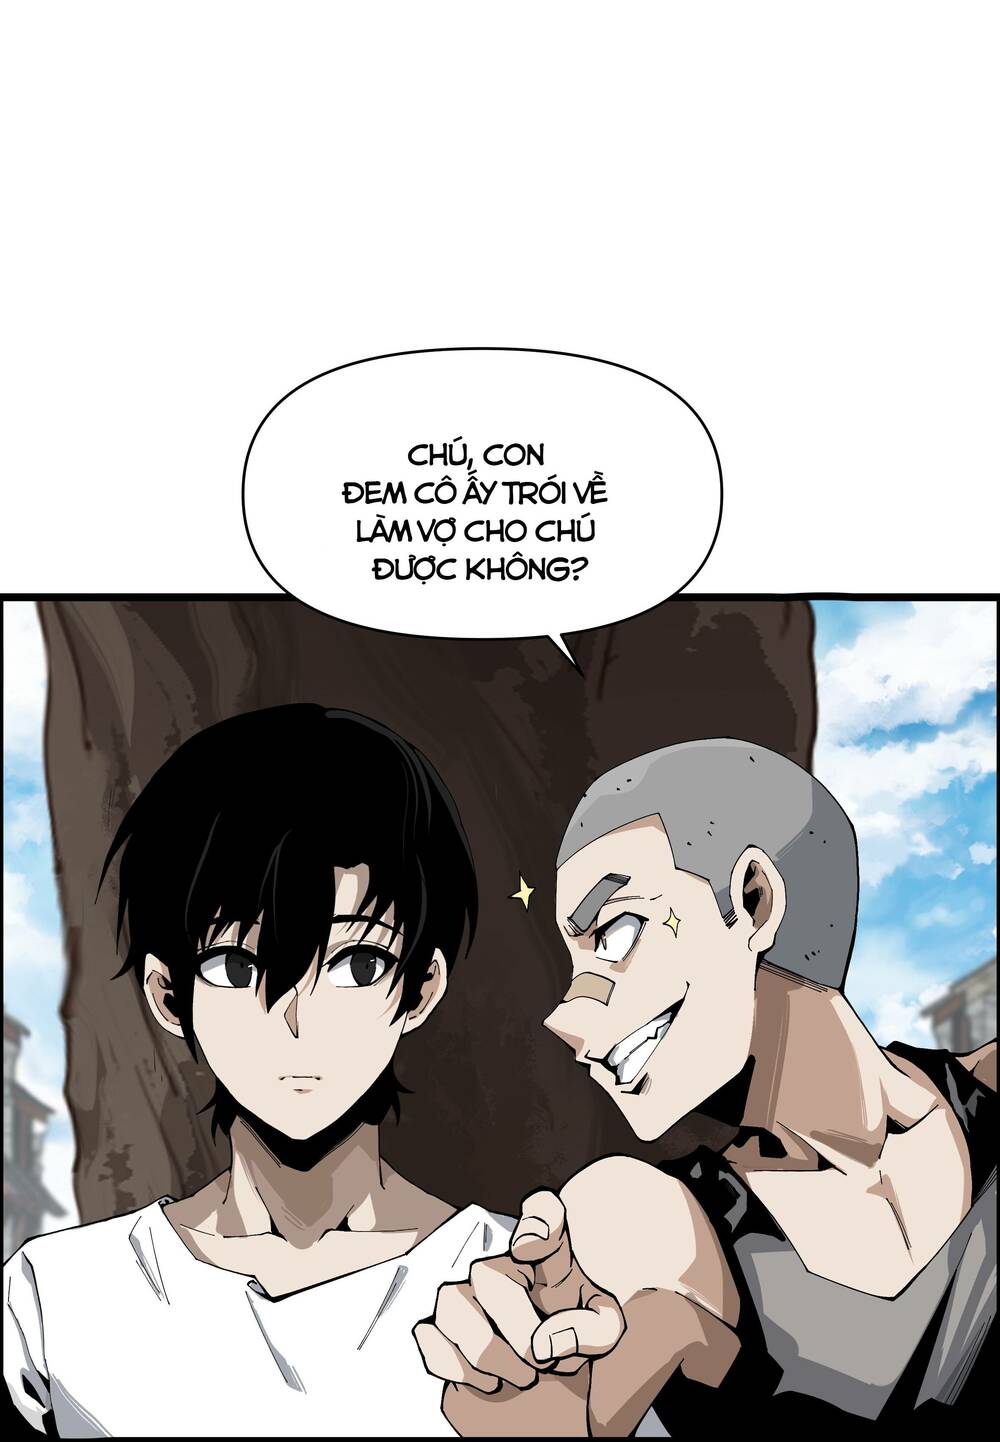 CHÚ, CON
ĐEM CÔ ẤY TRÓI VỀ
LÀM VỢ CHO CHÚ
ĐƯỢC KHÔNG?